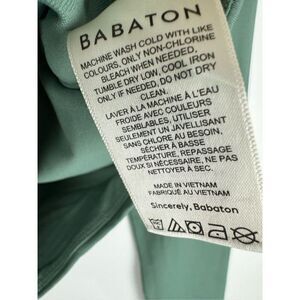 BABATON
MACHINE WASH COLD WITH LIKE
COLOURS, ONLY NON-CHLORINE
BLEACH WHEN NEEDED,
TUMBLE DRY LOW, COOL IRON
ONLY IF NEEDED. DO NOT DRY
CLEAN.
LAVER À LA MACHINE À L'EAU
FROIDE AVEC COULEURS
SEMBLABLES, UTILISER
SEULEMENT UN JAVELLISANT
SANS CHLORE AU BESOIN,
SÉCHER À BASSE
TEMPÉRATURE, REPASSAGE
DOUX SI NÉCESSAIRE, NE PAS
NETTOYER À SEC.
MADE IN VIETNAM
FABRIQUÉ AU VIETNAM
Sincerely, Babaton